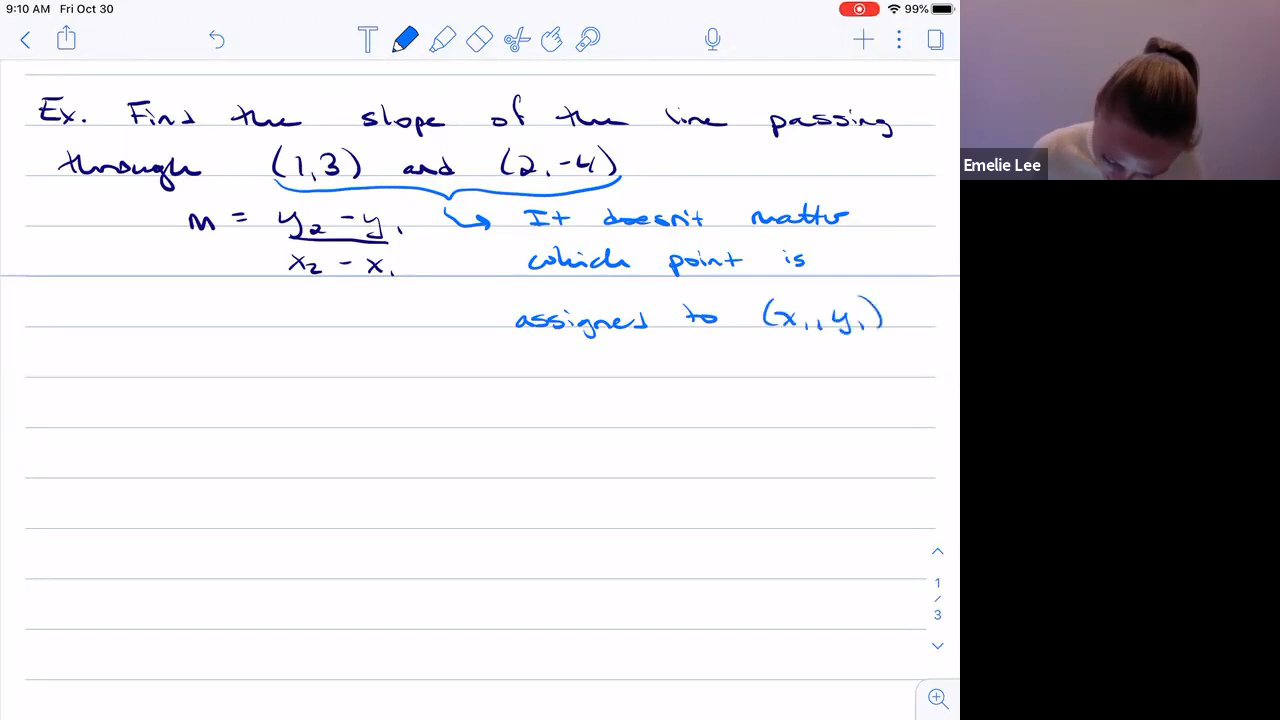 9:10 AM Fri Oct 30
99%
T
Ex. Find the slope of the line passing
through (1,3) and (2,-4)
m = y₂ - y₁
x₂ - x₁
It doesn't matter
which point is
assigned to (x₁, y₁)
Emelie Lee
1
/
3